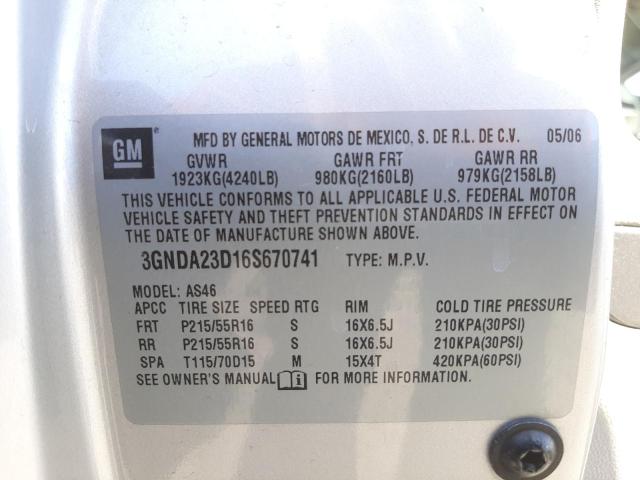 GM ® MFD BY GENERAL MOTORS DE MEXICO, S. DE R.L. DE C.V. 05/06
GVWR GAWR FRT GAWR RR
1923KG(4240LB) 980KG(2160LB) 979KG(2158LB)
THIS VEHICLE CONFORMS TO ALL APPLICABLE U.S. FEDERAL MOTOR
VEHICLE SAFETY AND THEFT PREVENTION STANDARDS IN EFFECT ON
THE DATE OF MANUFACTURE SHOWN ABOVE.
3GNDA23D16S670741 TYPE: M.P.V.
MODEL: AS46
APCC TIRE SIZE SPEED RTG RIM COLD TIRE PRESSURE
FRT P215/55R16 S 16X6.5J 210KPA(30PSI)
RR P215/55R16 S 16X6.5J 210KPA(30PSI)
SPA T115/70D15 M 15X4T 420KPA(60PSI)
SEE OWNER'S MANUAL FOR MORE INFORMATION.